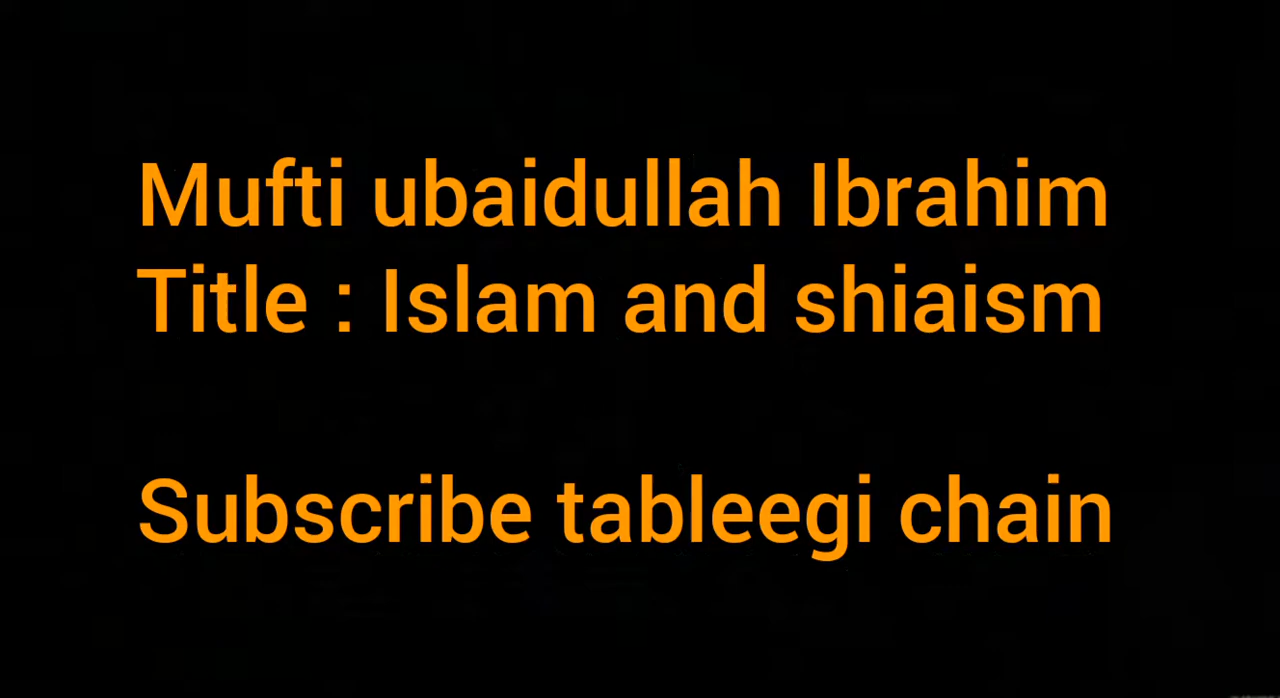 Mufti ubaidullah Ibrahim
Title : Islam and shiaism
Subscribe tableegi chain